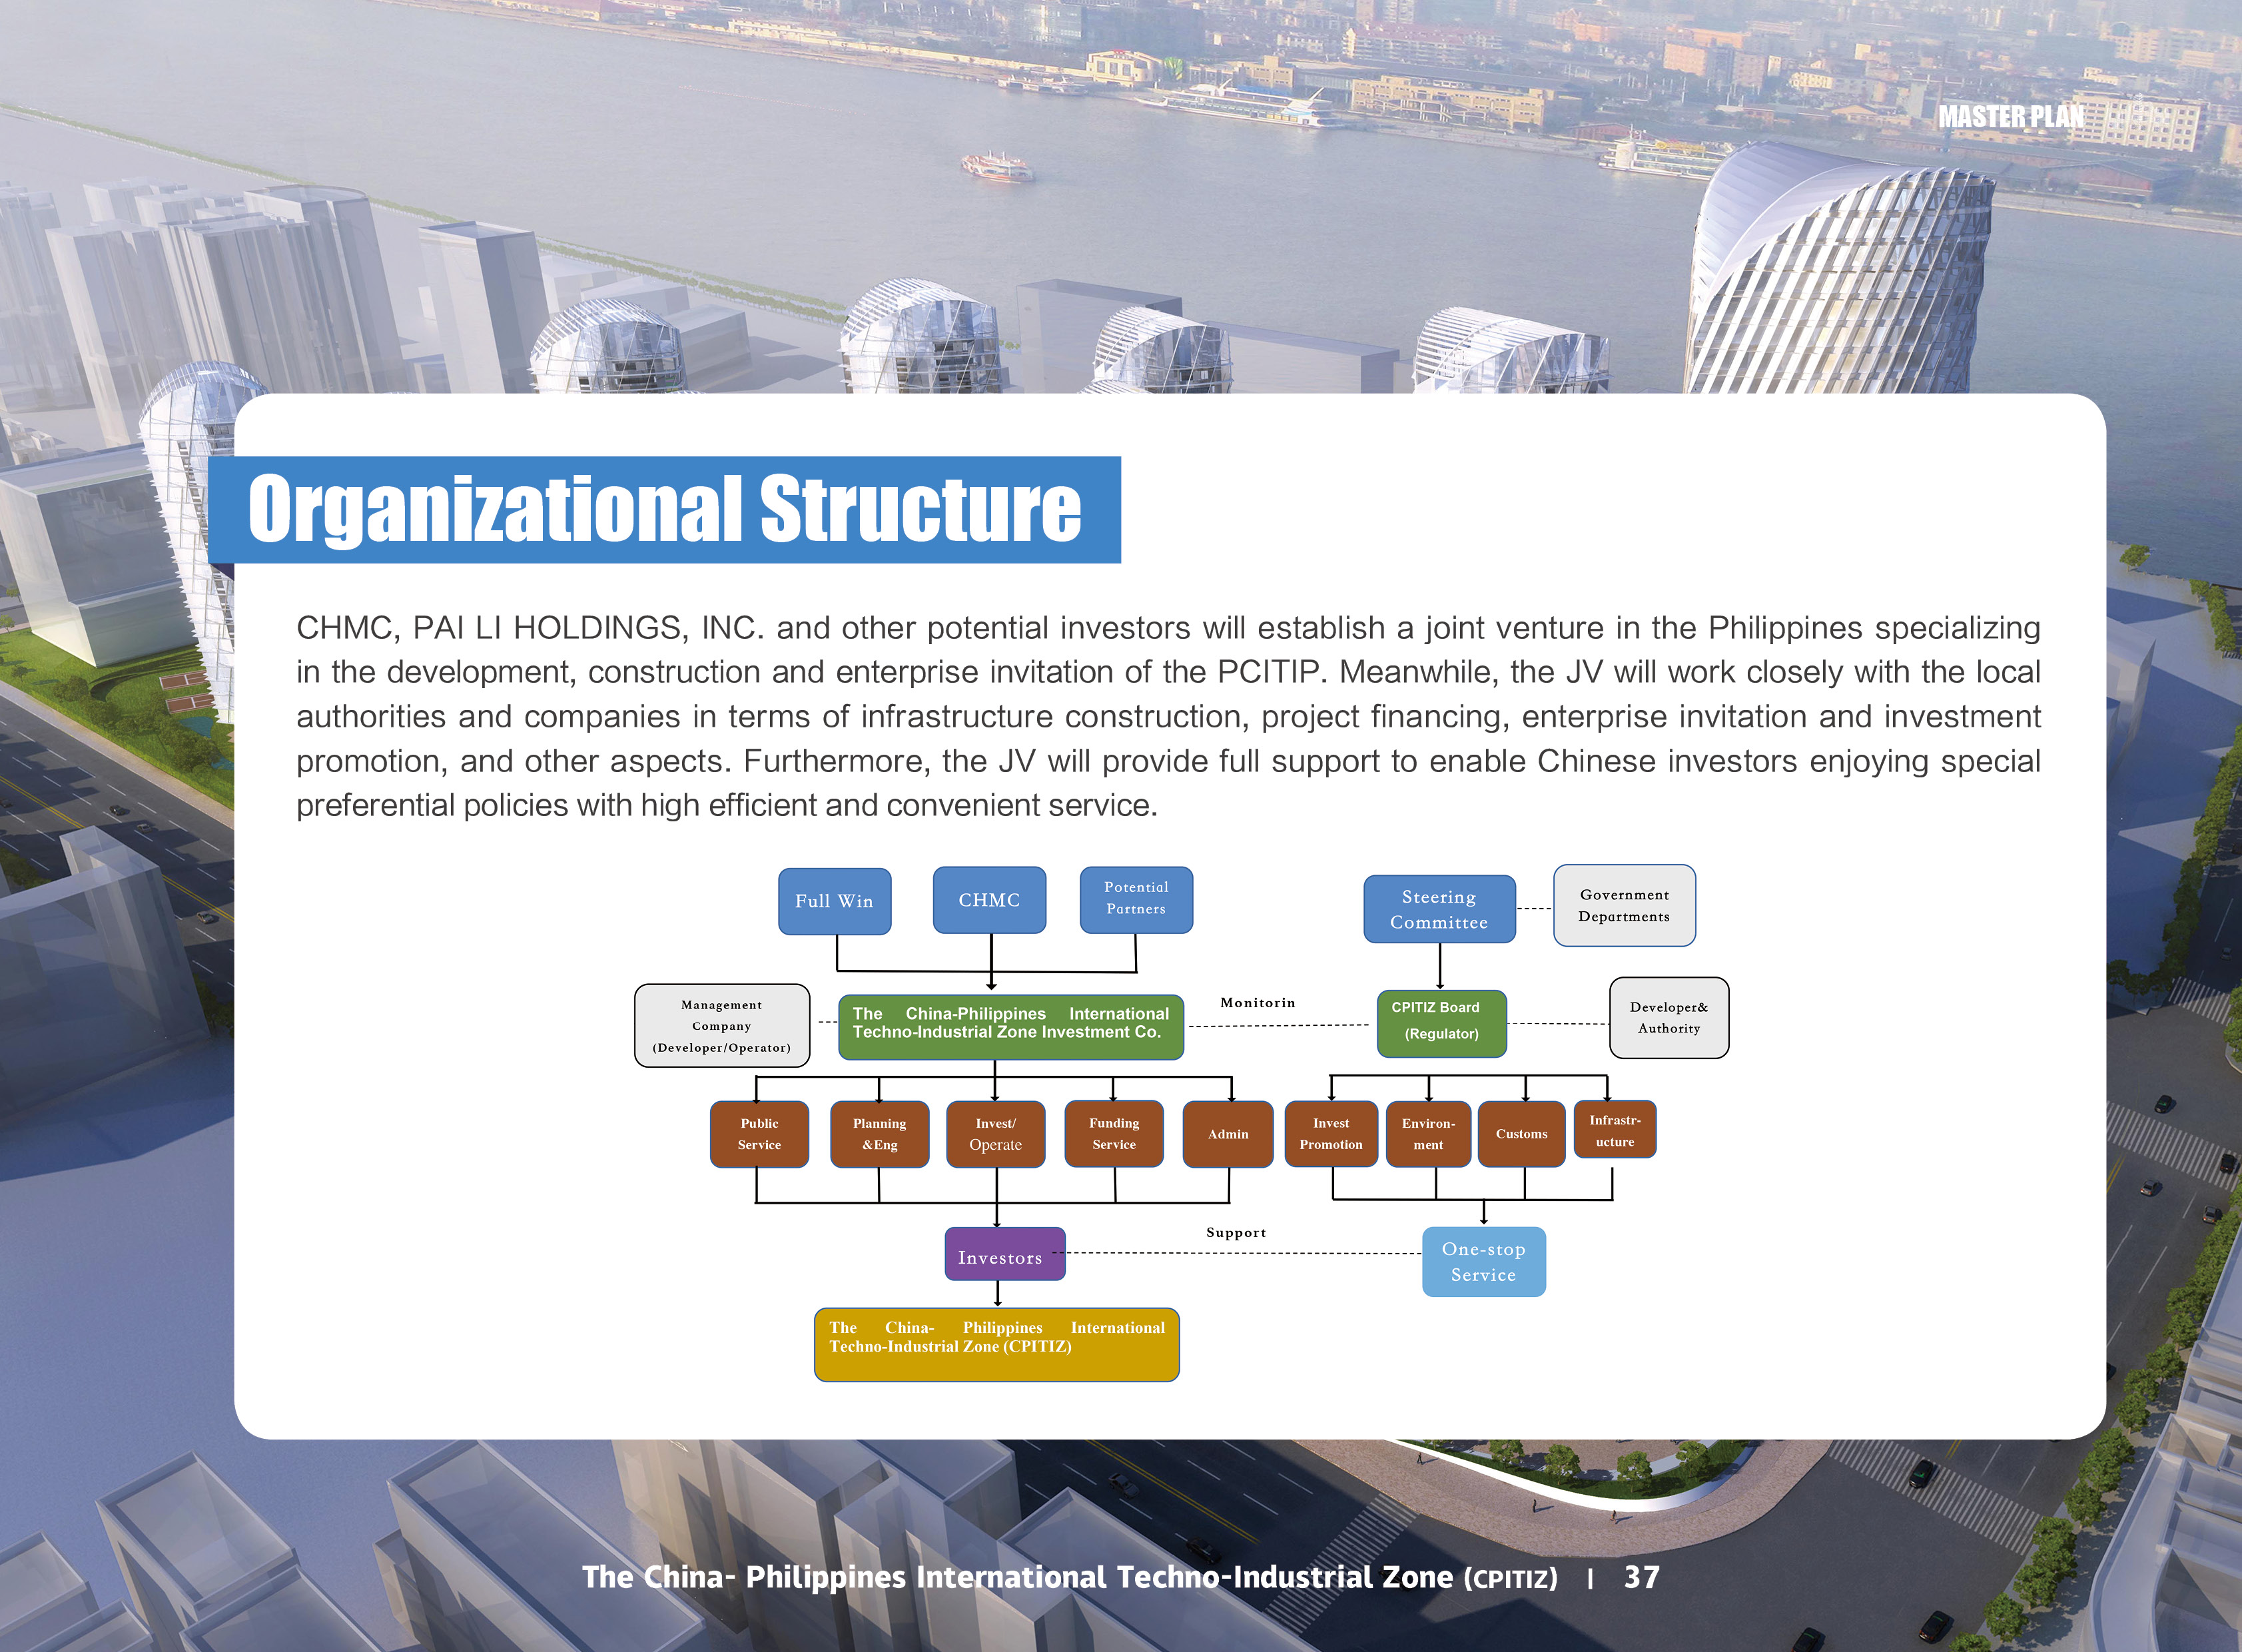 MASTER PLAN
Organizational Structure
CHMC, PAI LI HOLDINGS, INC. and other potential investors will establish a joint venture in the Philippines specializing
in the development, construction and enterprise invitation of the PCITIP. Meanwhile, the JV will work closely with the local
authorities and companies in terms of infrastructure construction, project financing, enterprise invitation and investment
promotion, and other aspects. Furthermore, the JV will provide full support to enable Chinese investors enjoying special
preferential policies with high efficient and convenient service.
Full Win
CHMC
Potential
Partners
Steering
Committee
Government
Departments
Management
Company
(Developer/Operator)
The China-Philippines International
Techno-Industrial Zone Investment Co.
Monitorin
CPITIZ Board
(Regulator)
Developer&
Authority
Public
Service
Planning
&Eng
Invest/
Operate
Funding
Service
Admin
Invest
Promotion
Environ-
ment
Customs
Infrastr-
ucture
Investors
Support
One-stop
Service
The China- Philippines International
Techno-Industrial Zone (CPITIZ)
The China- Philippines International Techno-Industrial Zone (CPITIZ) | 37